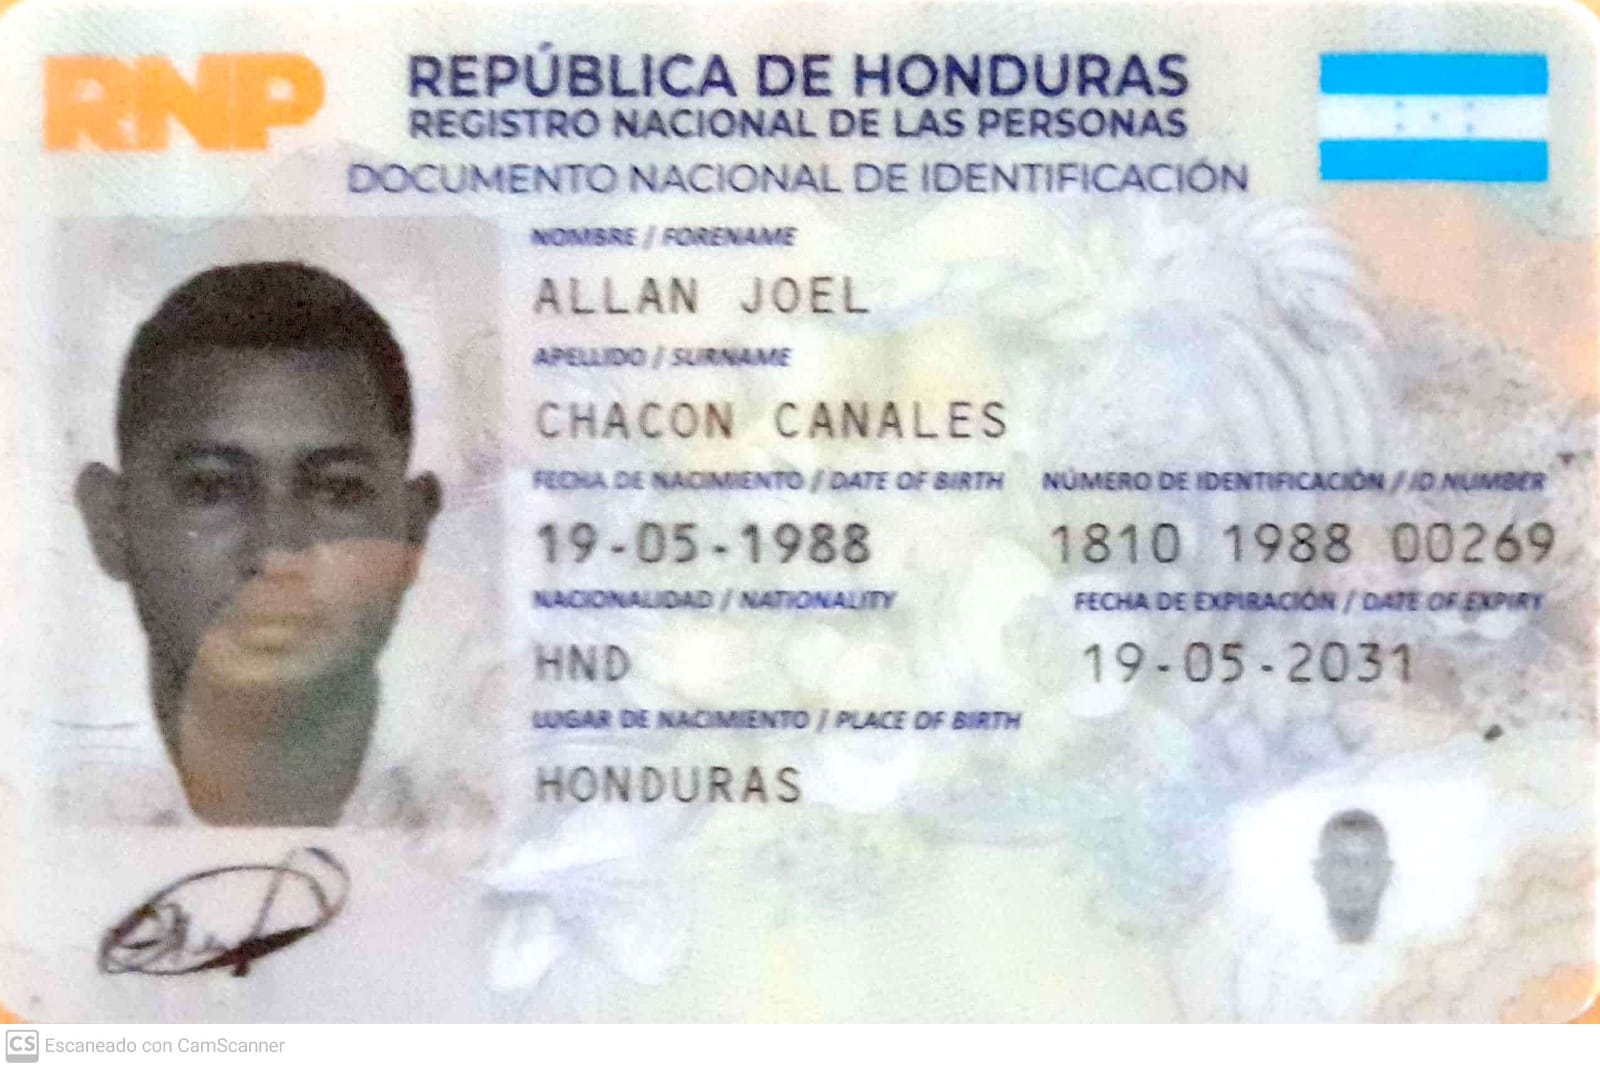 RNP
REPÚBLICA DE HONDURAS
REGISTRO NACIONAL DE LAS PERSONAS
DOCUMENTO NACIONAL DE IDENTIFICACIÓN
NOMBRE / FORENAME
ALLAN JOEL
APELLIDO / SURNAME
CHACON CANALES
FECHA DE NACIMIENTO / DATE OF BIRTH
19-05-1988
NÚMERO DE IDENTIFICACIÓN / ID NUMBER
1810 1988 00269
NACIONALIDAD / NATIONALITY
HND
FECHA DE EXPIRACIÓN / DATE OF EXPIRY
19-05-2031
LUGAR DE NACIMIENTO / PLACE OF BIRTH
HONDURAS
CS Escaneado con CamScanner